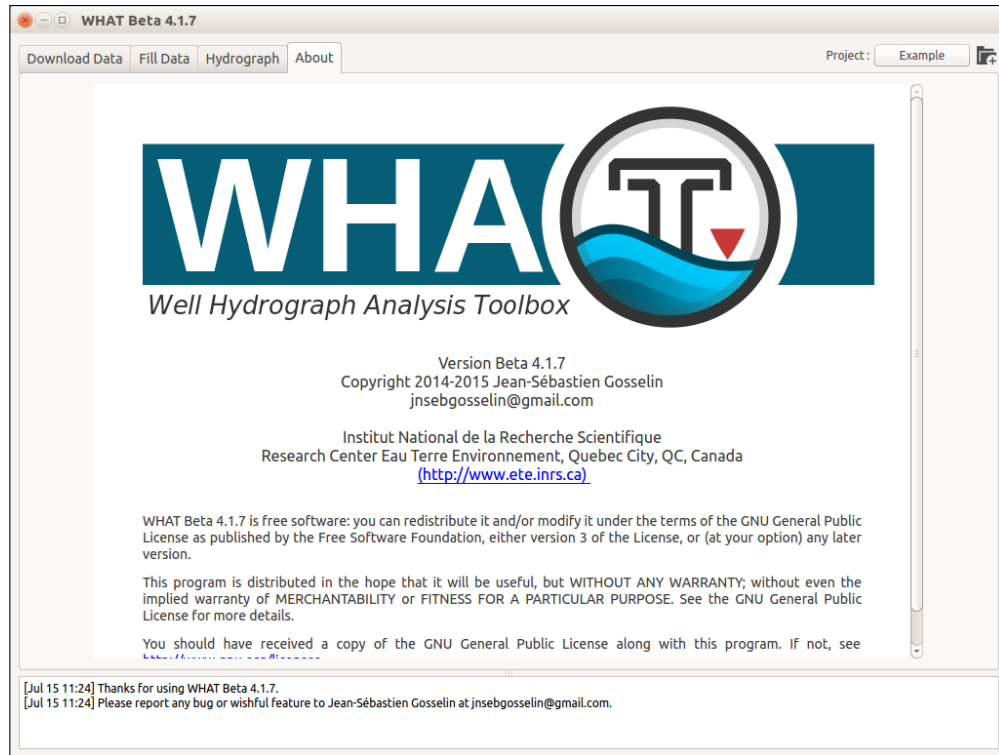 WHAT Beta 4.1.7
Download Data Fill Data Hydrograph About Project : Example
WHAT
Well Hydrograph Analysis Toolbox
Version Beta 4.1.7
Copyright 2014-2015 Jean-Sébastien Gosselin
jnsebgosselin@gmail.com
Institut National de la Recherche Scientifique
Research Center Eau Terre Environnement, Quebec City, QC, Canada
(http://www.ete.inrs.ca)
WHAT Beta 4.1.7 is free software: you can redistribute it and/or modify it under the terms of the GNU General Public
License as published by the Free Software Foundation, either version 3 of the License, or (at your option) any later
version.
This program is distributed in the hope that it will be useful, but WITHOUT ANY WARRANTY; without even the
implied warranty of MERCHANTABILITY or FITNESS FOR A PARTICULAR PURPOSE. See the GNU General Public
License for more details.
You should have received a copy of the GNU General Public License along with this program. If not, see
[Jul 15 11:24] Thanks for using WHAT Beta 4.1.7.
[Jul 15 11:24] Please report any bug or wishful feature to Jean-Sébastien Gosselin at jnsebgosselin@gmail.com.